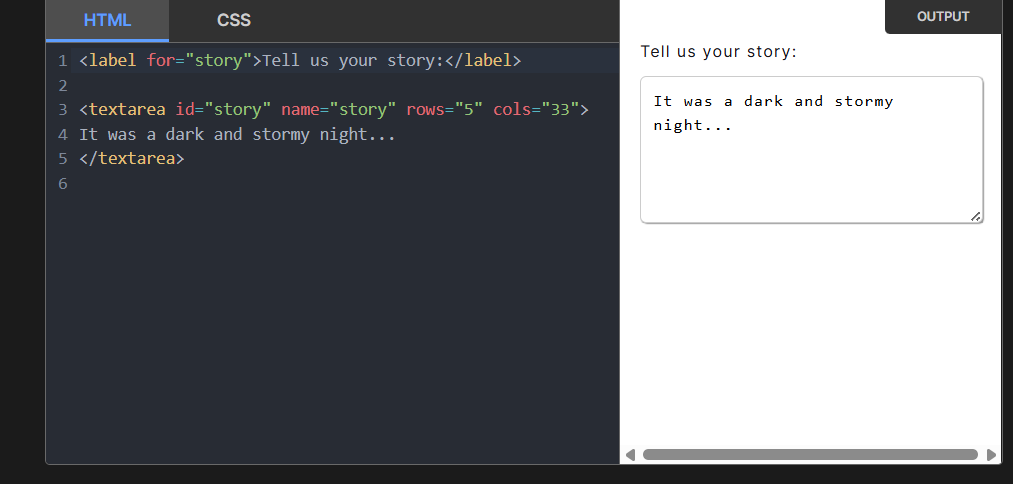 HTML CSS
1 <label for="story">Tell us your story:</label>
2
3 <textarea id="story" name="story" rows="5" cols="33">
4 It was a dark and stormy night...
5 </textarea>
6
OUTPUT
Tell us your story:
It was a dark and stormy
night...